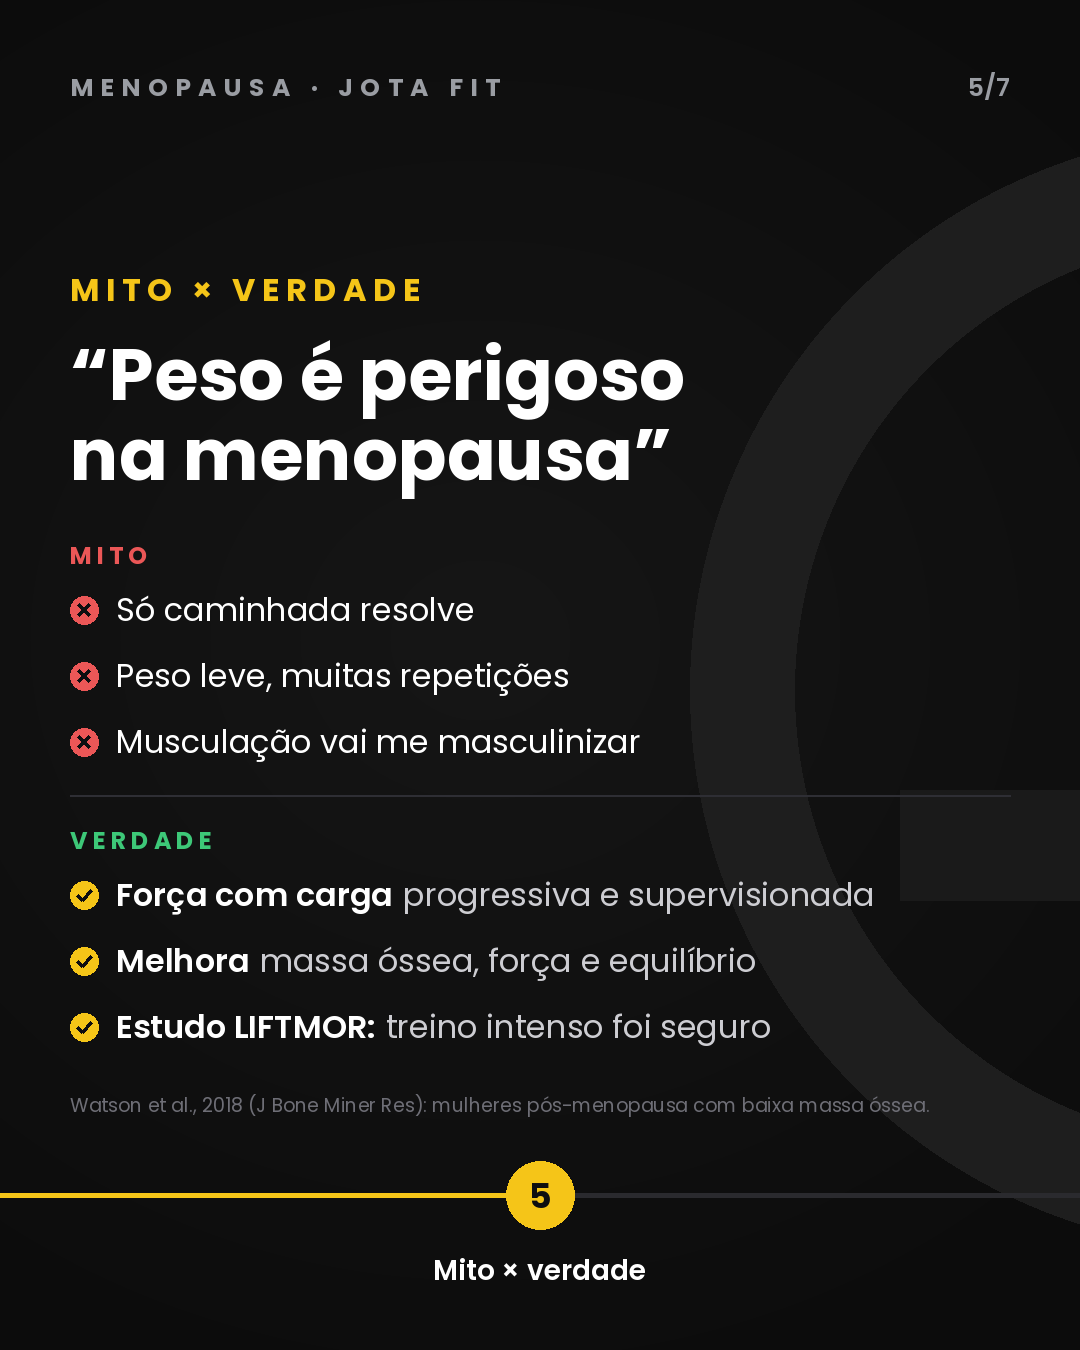 MENOPAUSA · JOTA FIT
5/7
MITO × VERDADE
“Peso é perigoso
na menopausa”
MITO
Só caminhada resolve
Peso leve, muitas repetições
Musculação vai me masculinizar
VERDADE
Força com carga progressiva e supervisionada
Melhora massa óssea, força e equilíbrio
Estudo LIFTMOR: treino intenso foi seguro
Watson et al., 2018 (J Bone Miner Res): mulheres pós-menopausa com baixa massa óssea.
5
Mito × verdade